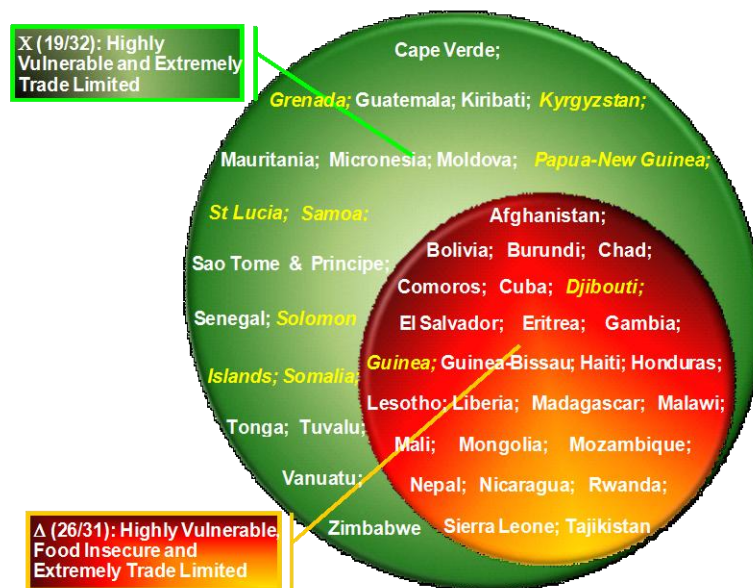 X (19/32): Highly
Vulnerable and Extremely
Trade Limited
Cape Verde;
Grenada; Guatemala; Kiribati; Kyrgyzstan;
Mauritania; Micronesia; Moldova; Papua-New Guinea;
St Lucia; Samoa;
Afghanistan;
Bolivia; Burundi; Chad;
Sao Tome & Principe;
Comoros; Cuba; Djibouti;
Senegal; Solomon
El Salvador; Eritrea; Gambia;
Islands; Somalia;
Guinea; Guinea-Bissau; Haiti; Honduras;
Lesotho; Liberia; Madagascar; Malawi;
Tonga; Tuvalu;
Mali; Mongolia; Mozambique;
Vanuatu;
Nepal; Nicaragua; Rwanda;
Zimbabwe
Sierra Leone; Tajikistan
Δ (26/31): Highly Vulnerable,
Food Insecure and
Extremely Trade Limited